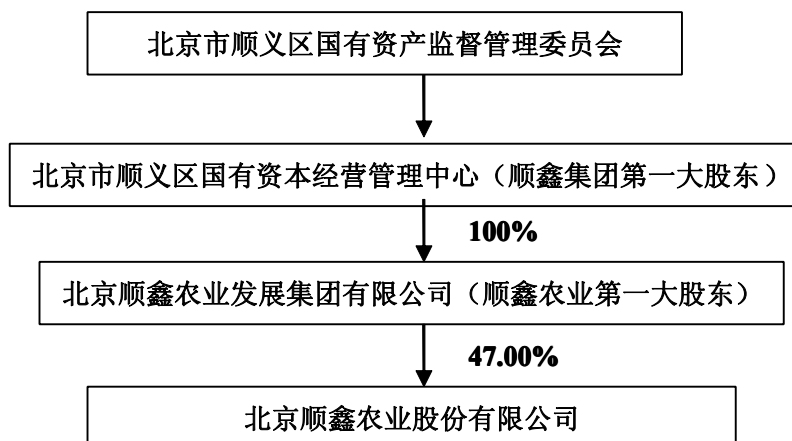 北京市顺义区国有资产监督管理委员会
北京市顺义区国有资本经营管理中心（顺鑫集团第一大股东）
100%
北京顺鑫农业发展集团有限公司（顺鑫农业第一大股东）
47.00%
北京顺鑫农业股份有限公司